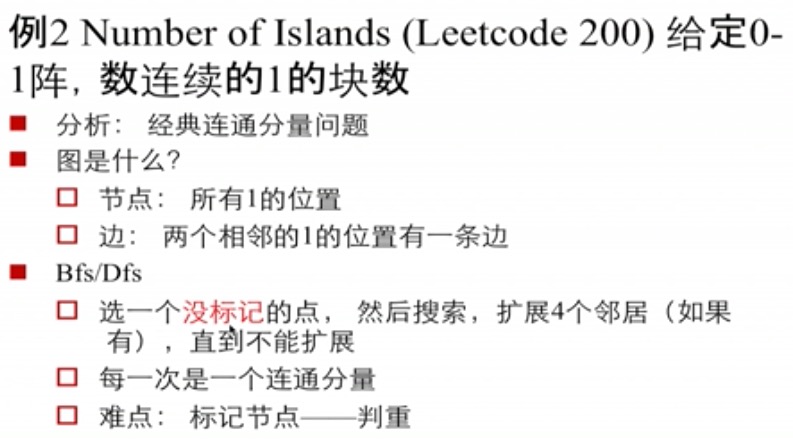 例2 Number of Islands (Leetcode 200) 给定0-
1阵，数连续的1的块数
分析： 经典连通分量问题
图是什么？
节点： 所有1的位置
边： 两个相邻的1的位置有一条边
Bfs/Dfs
选一个没标记的点， 然后搜索，扩展4个邻居（如果
有），直到不能扩展
每一次是一个连通分量
难点： 标记节点——判重